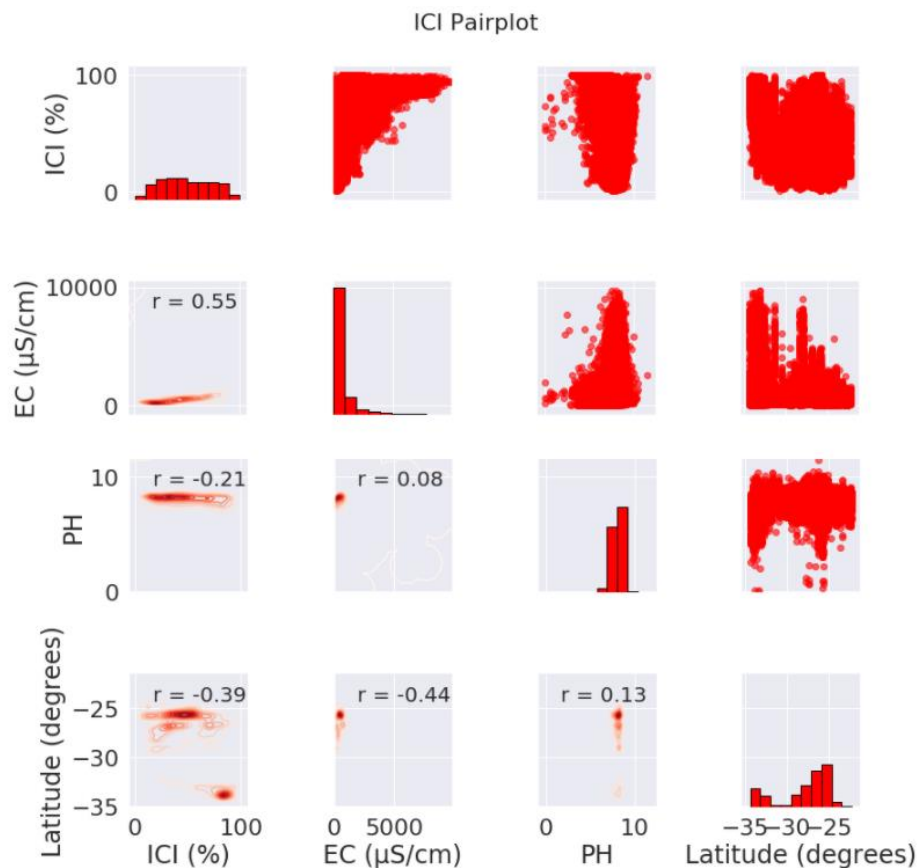 ICI Pairplot
ICI (%)
100
0
EC (µS/cm)
10000
0
r = 0.55
PH
10
0
r = -0.21
r = 0.08
Latitude (degrees)
−25
−30
−35
r = -0.39
r = -0.44
r = 0.13
0 100
ICI (%)
0 5000
EC (µS/cm)
0 10
PH
−35 −30 −25
Latitude (degrees)